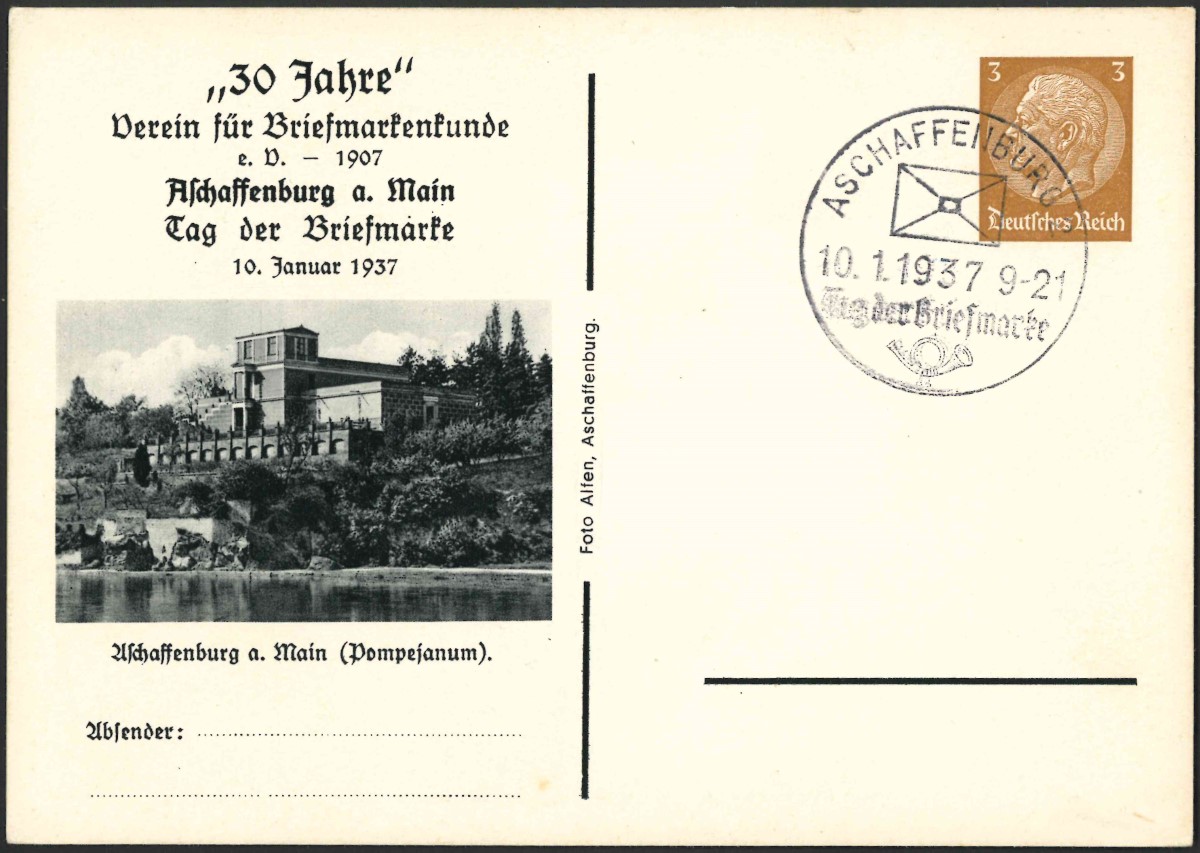 „30 Jahre“
Verein für Briefmarkenkunde
e. V. – 1907
Aschaffenburg a. Main
Tag der Briefmarke
10. Januar 1937
Aschaffenburg a. Main (Pompejanum).
Absender:
Foto Alfen, Aschaffenburg.
3 3
Deutsches Reich
ASCHAFFENBURG
10.1.1937 9-21
Tag der Briefmarke